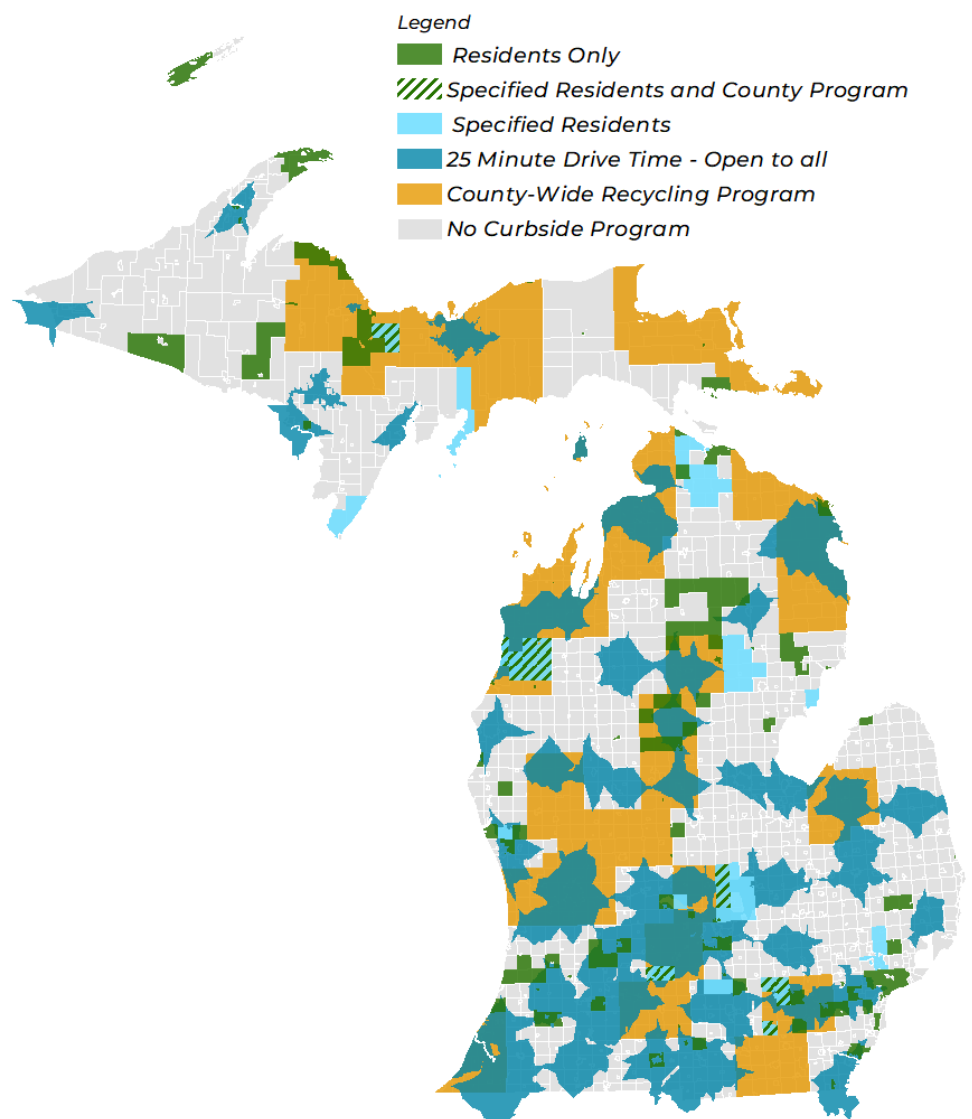 Legend
Residents Only
Specified Residents and County Program
Specified Residents
25 Minute Drive Time - Open to all
County-Wide Recycling Program
No Curbside Program